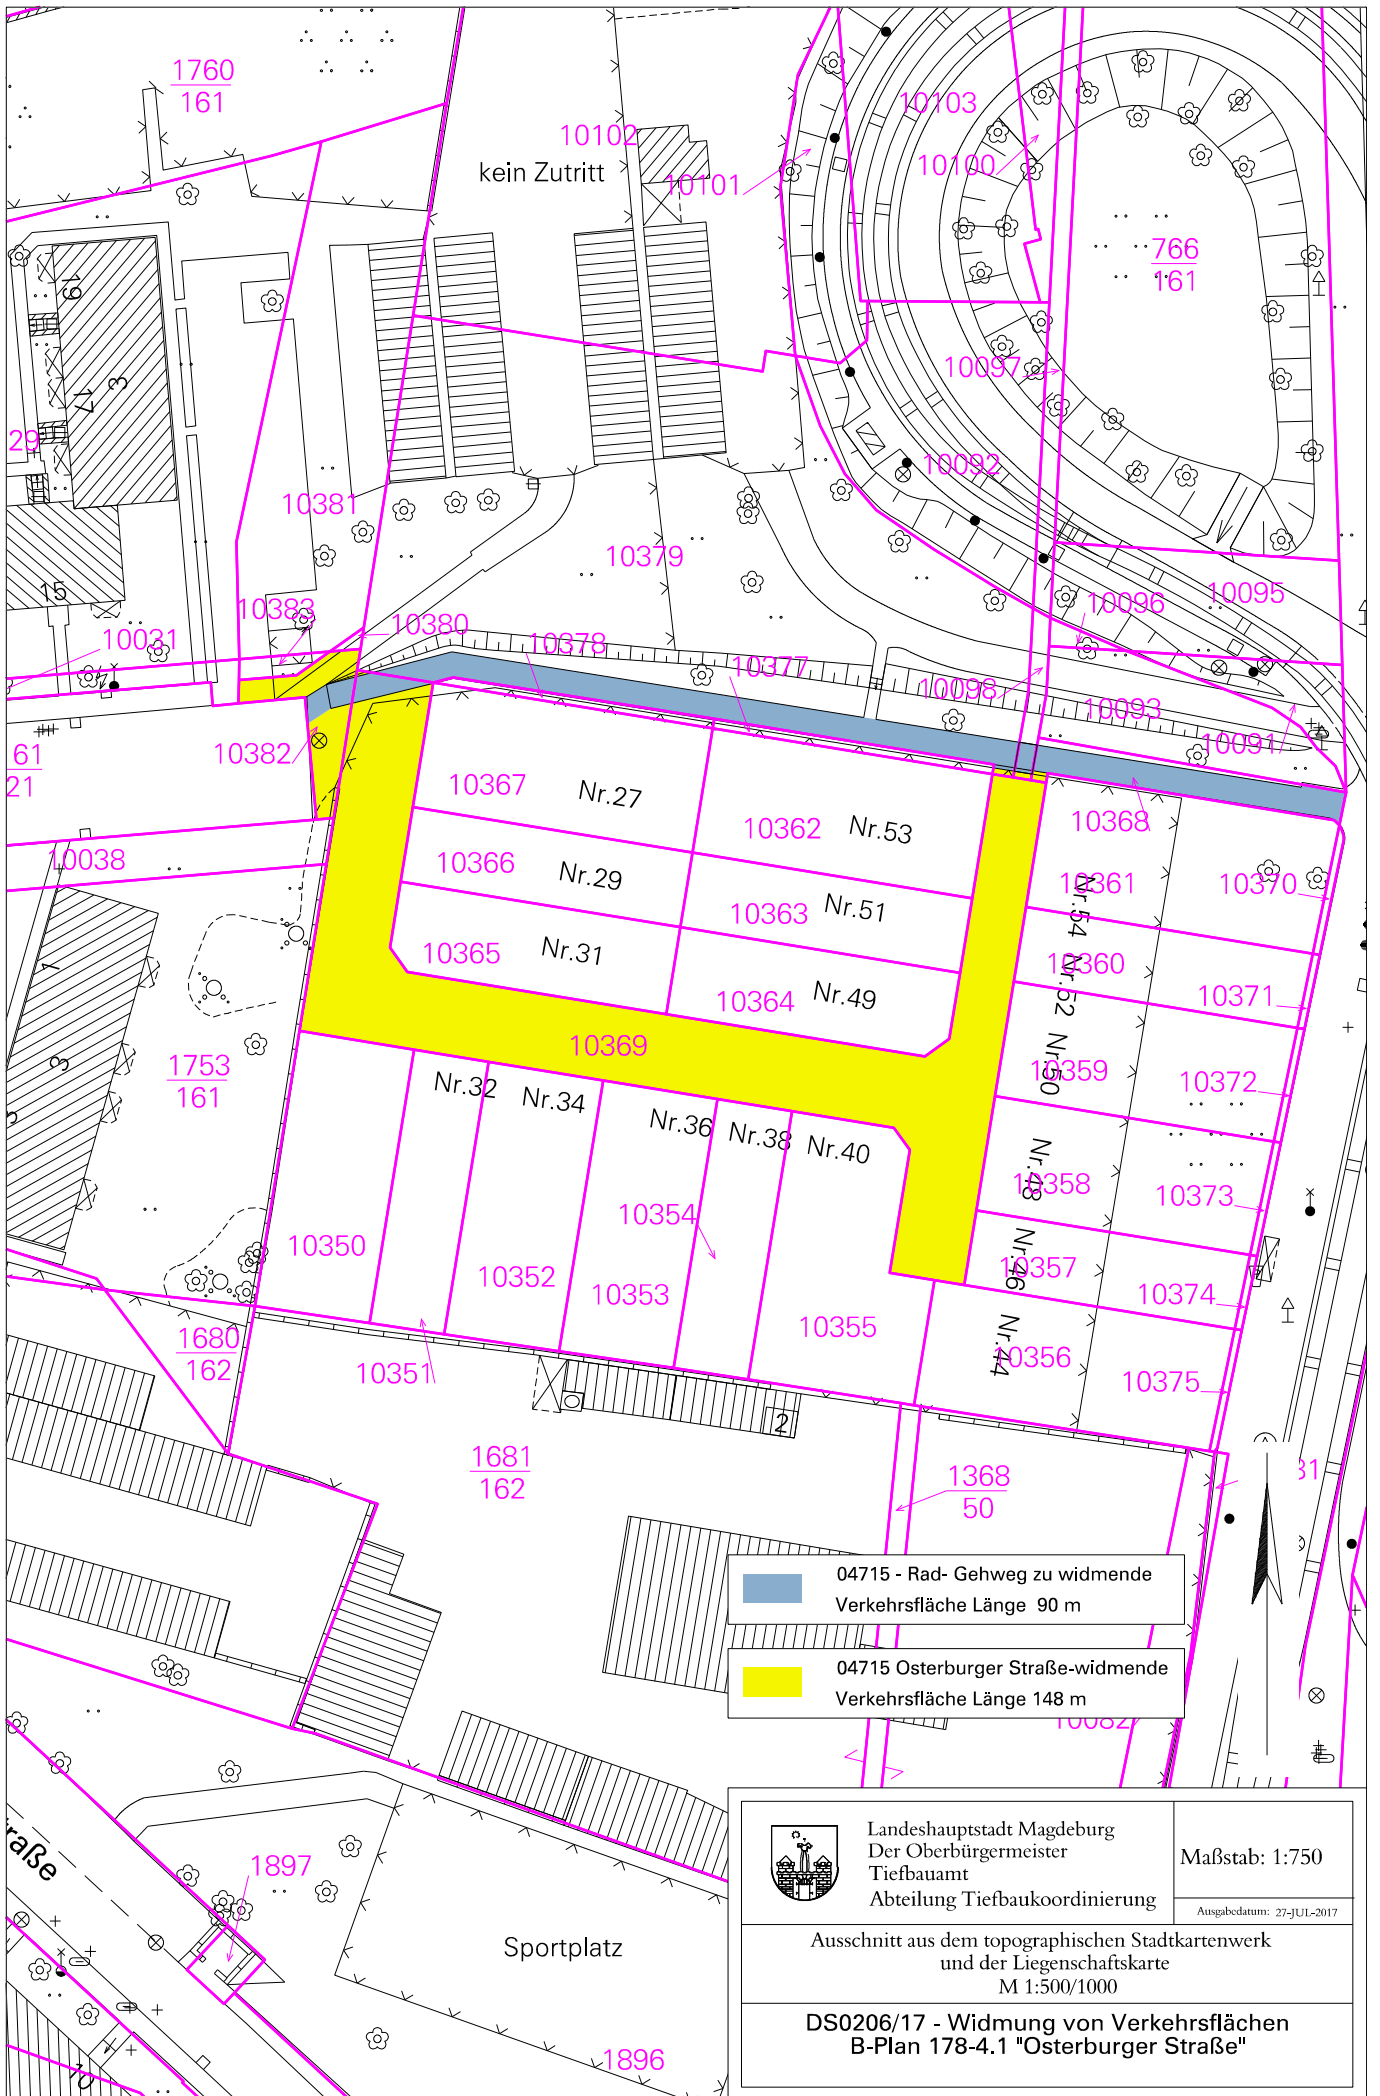 1760
161
10102
kein Zutritt
10101
10103
10100
766
161
19
17
3
29
10097
10092
10381
10379
15
10383
10380
10031
10378
10377
10096
10095
10098
10093
10091
10382
61
21
10367
Nr.27
10362
Nr.53
10368
10038
10366
Nr.29
10363
Nr.51
10361
Nr.54
10370
10365
Nr.31
10364
Nr.49
10360
Nr.52
10371
10369
10359
Nr.50
10372
1
3
3
1753
161
Nr.32
Nr.34
Nr.36
Nr.38
Nr.40
10358
Nr.48
10373
10350
10352
10353
10354
10355
10357
Nr.46
10374
10356
Nr.44
10375
1680
162
10351
2
1681
162
1368
50
31
04715 - Rad- Gehweg zu widmende
Verkehrsfläche Länge 90 m
04715 Osterburger Straße-widmende
Verkehrsfläche Länge 148 m
10082
raße
1897
Sportplatz
1896
Landeshauptstadt Magdeburg
Der Oberbürgermeister
Tiefbauamt
Abteilung Tiefbaukoordinierung
Maßstab: 1:750
Ausgabedatum: 27-JUL-2017
Ausschnitt aus dem topographischen Stadtkartenwerk
und der Liegenschaftskarte
M 1:500/1000
DS0206/17 - Widmung von Verkehrsflächen
B-Plan 178-4.1 "Osterburger Straße"